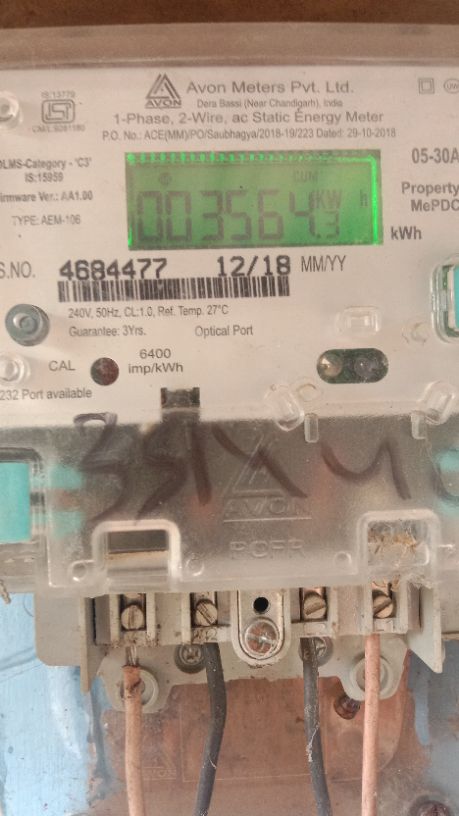 IS:13779
CM/L-9081180
Avon Meters Pvt. Ltd.
AVON
Dera Bassi (Near Chandigarh), India
1-Phase, 2-Wire, ac Static Energy Meter
P.O. No.: ACE(MM)/PO/Saubhagya/2018-19/223 Dated: 29-10-2018
DLMS-Category - 'C3'
IS:15959
Firmware Ver.: AA1.00
TYPE: AEM-106
05-30A
Property
MePDC
CUM
003564.3 KW h
kWh
S.NO. 4684477 12/18 MM/YY
240V, 50Hz, CL:1.0, Ref. Temp. 27°C
Guarantee: 3Yrs. Optical Port
CAL 6400
imp/kWh
232 Port available
AVON